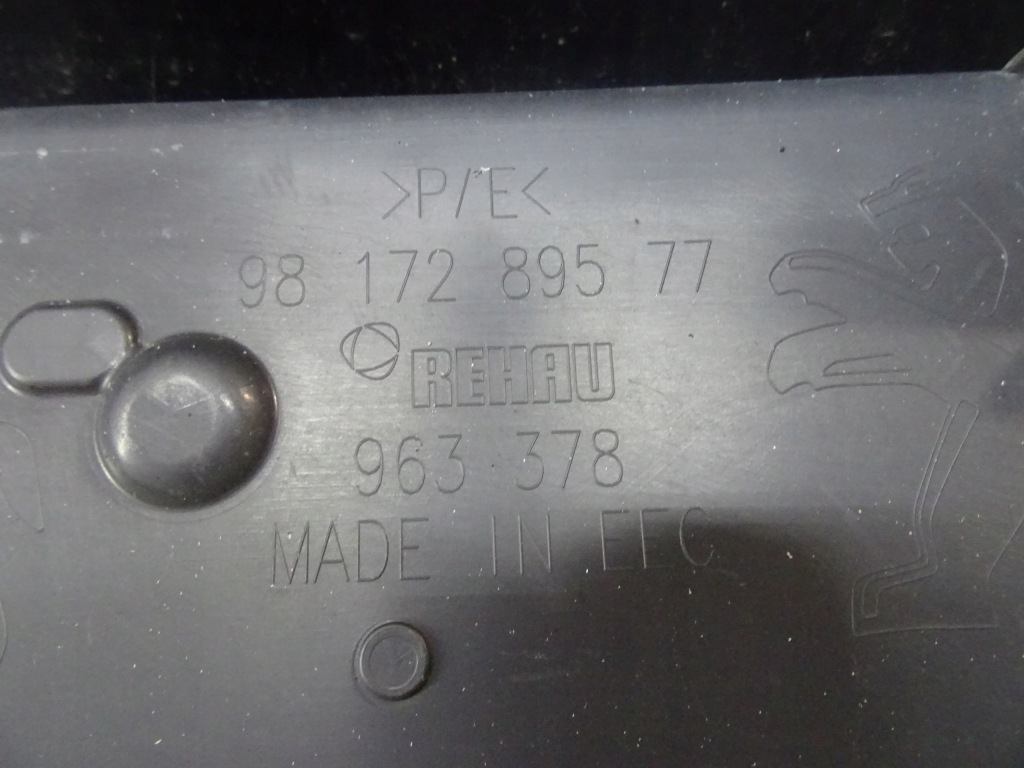 >P/E<
98 172 895 77
REHAU
963 378
MADE IN EEC